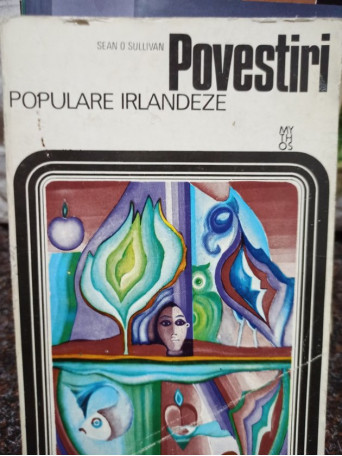 SEAN O SULLIVAN
Povestiri
POPULARE IRLANDEZE
MY
TH
OS